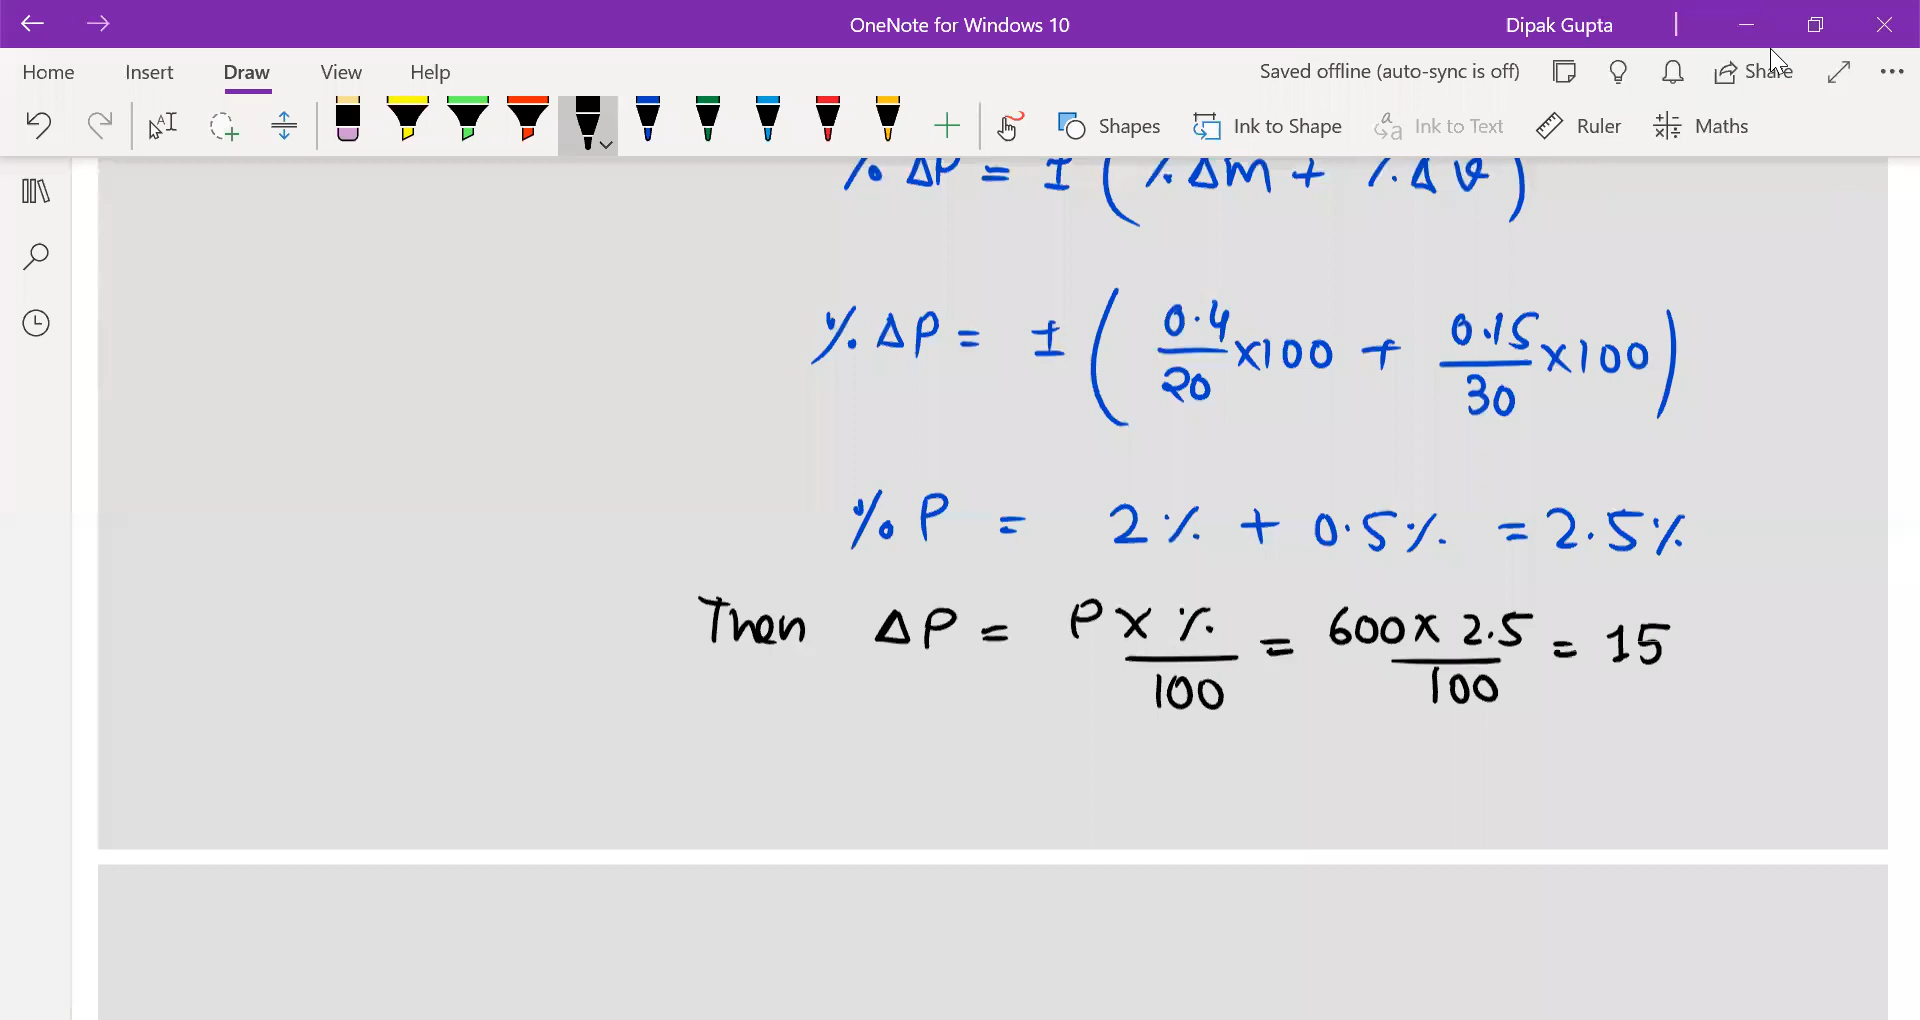 OneNote for Windows 10
Dipak Gupta
Home Insert Draw View Help
Saved offline (auto-sync is off) Share
Shapes Ink to Shape Ink to Text Ruler Maths
% ΔP = ± (%Δm + %Δv)
% ΔP = ± (0.4/20 ×100 + 0.15/30 ×100)
% P = 2% + 0.5% = 2.5%
Then ΔP = P × %/100 = 600 × 2.5/100 = 15